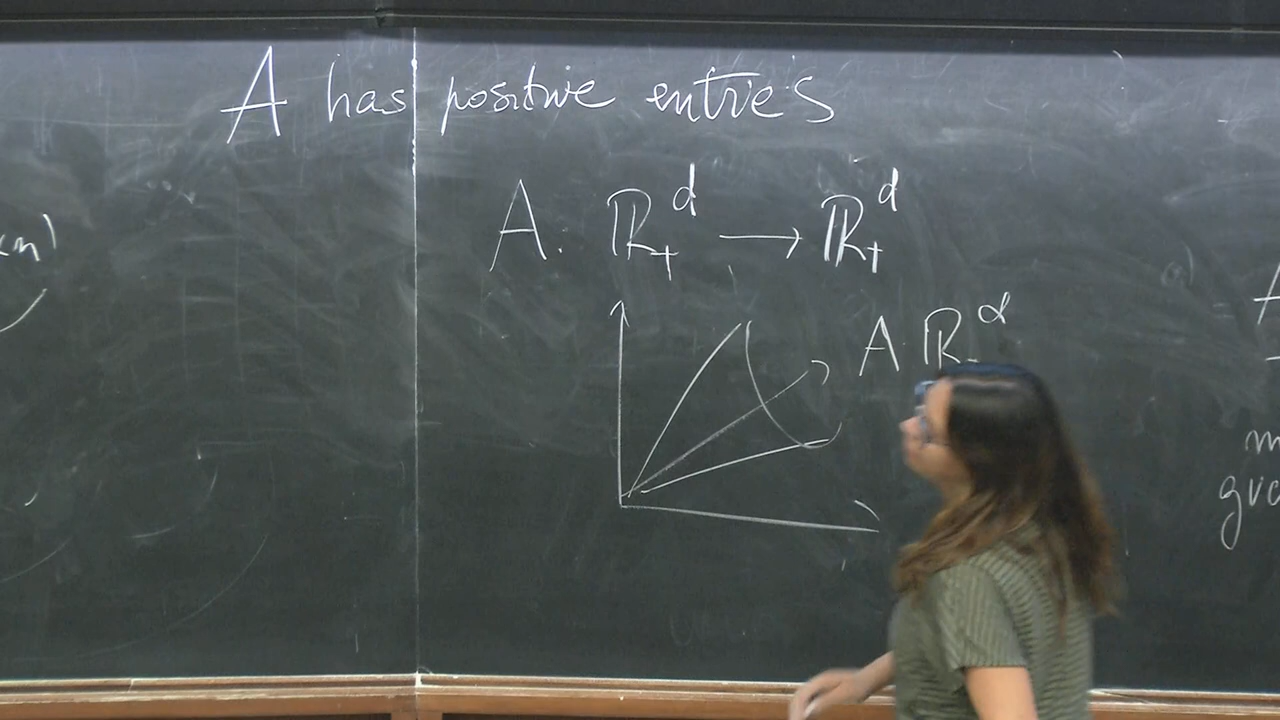 A has positive entries
A. ℝ₊ᵈ → ℝ₊ᵈ
A. ℝ ᵈ